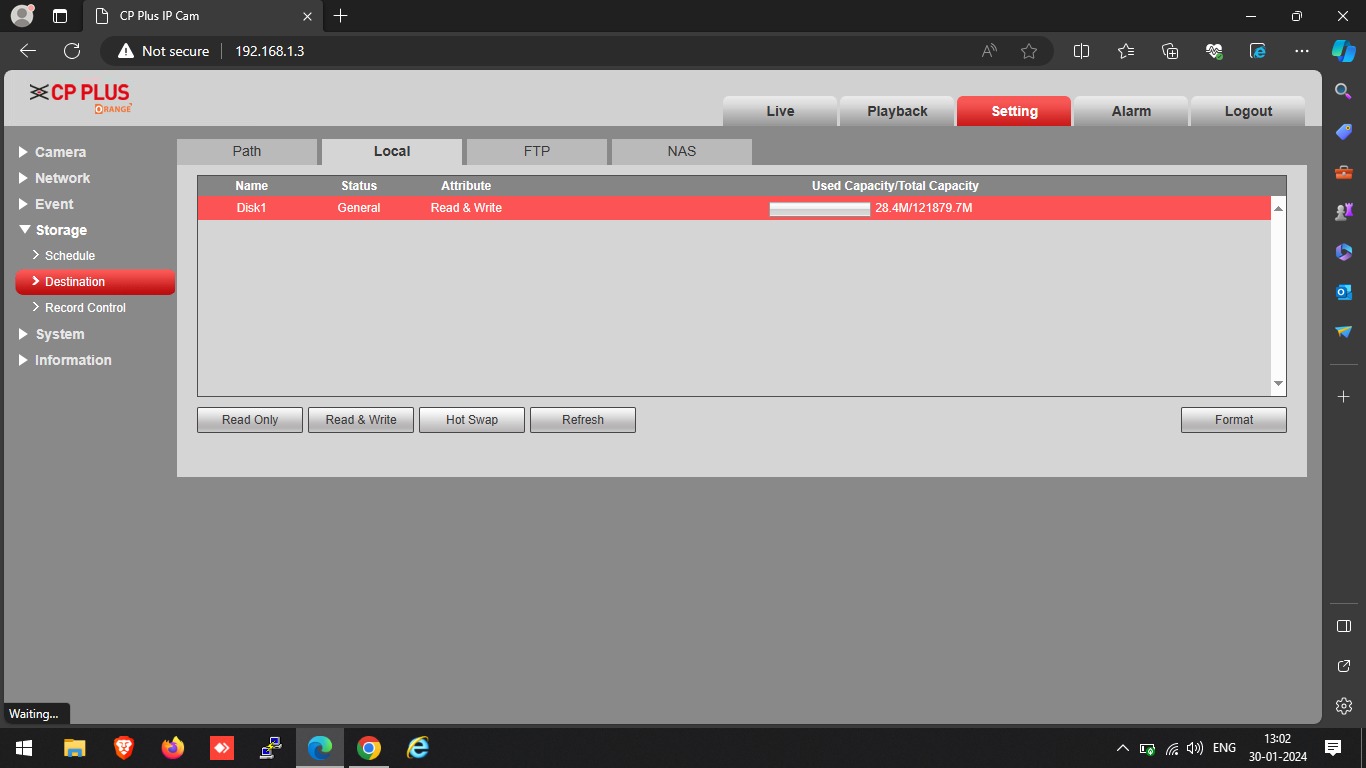 CP Plus IP Cam
Not secure 192.168.1.3
CP PLUS
ORANGE
Live Playback Setting Alarm Logout
Camera
Network
Event
Storage
Schedule
Destination
Record Control
System
Information
Path Local FTP NAS
Name Status Attribute Used Capacity/Total Capacity
Disk1 General Read & Write 28.4M/121879.7M
Read Only Read & Write Hot Swap Refresh Format
Waiting...
ENG
13:02
30-01-2024